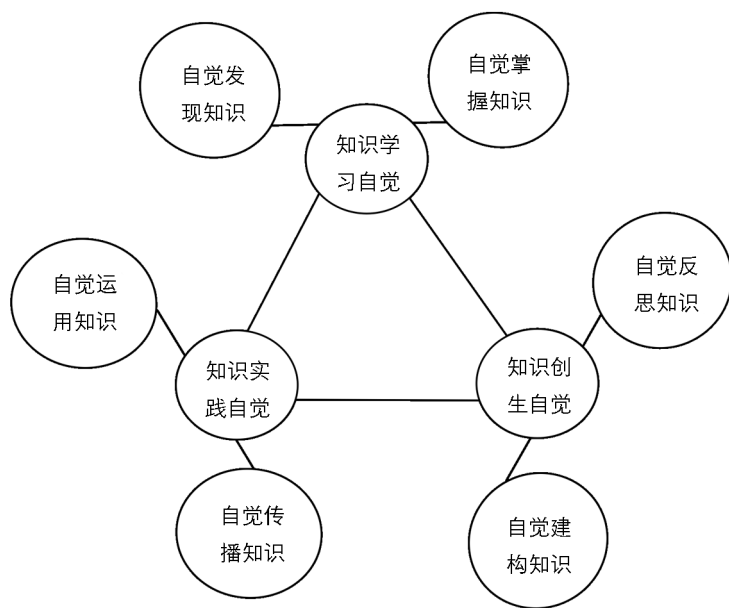 自觉发
现知识
自觉掌
握知识
知识学
习自觉
自觉运
用知识
自觉反
思知识
知识实
践自觉
知识创
生自觉
自觉传
播知识
自觉建
构知识